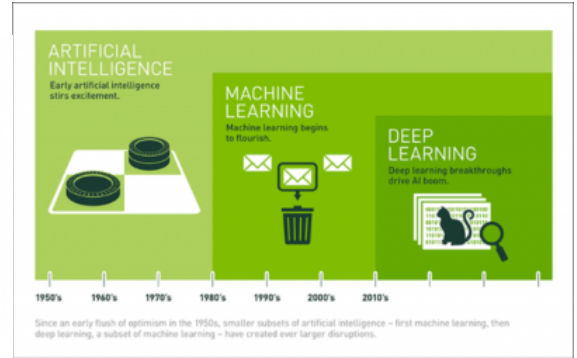 ARTIFICIAL
INTELLIGENCE
Early artificial intelligence
stirs excitement.
MACHINE
LEARNING
Machine learning begins
to flourish.
DEEP
LEARNING
Deep learning breakthroughs
drive AI boom.
1950's 1960's 1970's 1980's 1990's 2000's 2010's
Since an early flush of optimism in the 1950s, smaller subsets of artificial intelligence – first machine learning, then
deep learning, a subset of machine learning – have created ever larger disruptions.